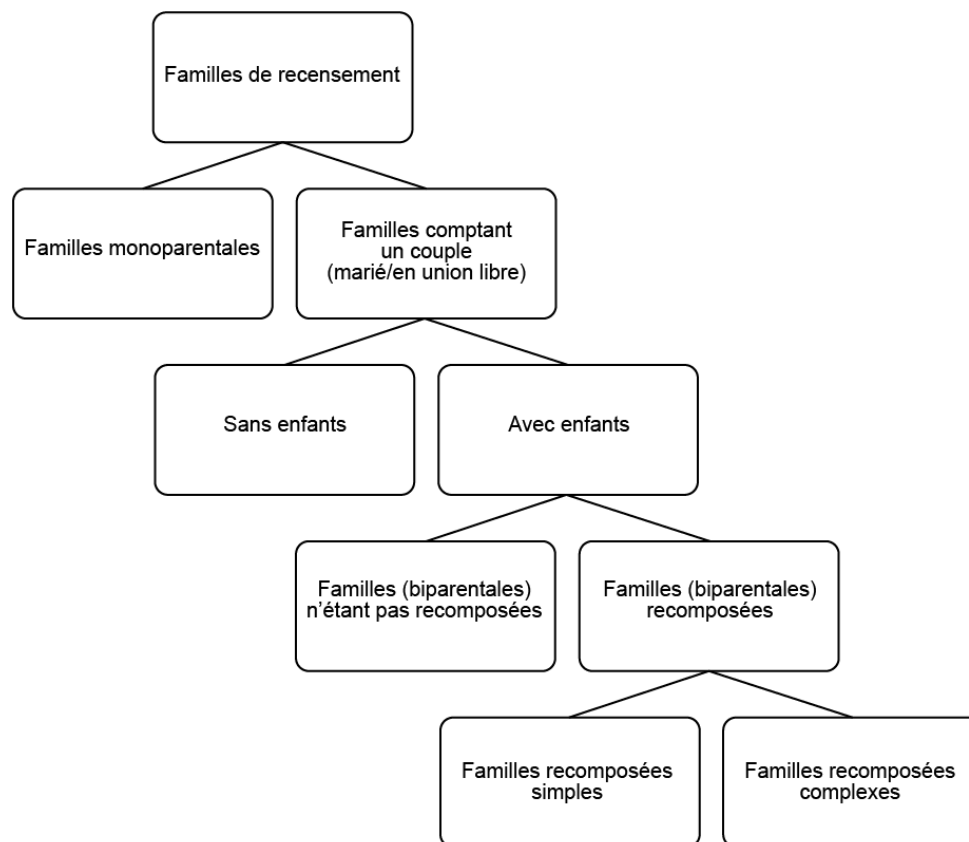 Familles de recensement
Familles monoparentales
Familles comptant
un couple
(marié/en union libre)
Sans enfants
Avec enfants
Familles (biparentales)
n’étant pas recomposées
Familles (biparentales)
recomposées
Familles recomposées
simples
Familles recomposées
complexes